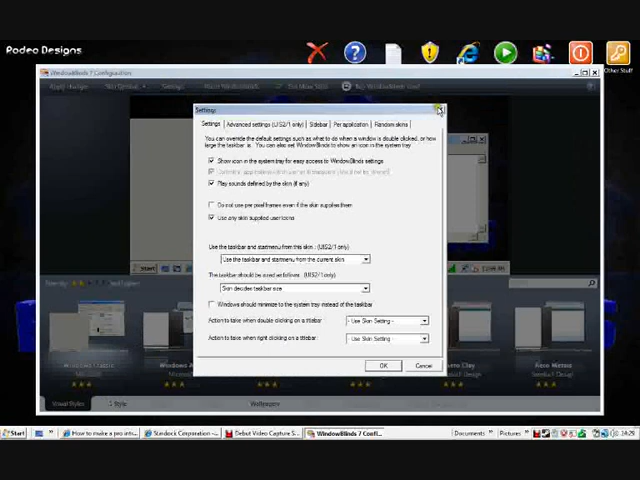 Rodeo Designs
Other Stuff
WindowBlinds 7 Configuration
Settings
Settings
Advanced settings (UIS2/1 only)
Sidebar
Per application
Random skins
You can override the default settings such as what to do when a window is double clicked, or how
large the taskbar is. You can also set WindowBlinds to show an icon in the system tray
Show icon in the system tray for easy access to WindowBlinds settings
Play sounds defined by the skin (if any)
Do not use per pixel frames even if the skin supplies them
Use any skin supplied user icons
Use the taskbar and startmenu from this skin : (UIS2/1 only)
Use the taskbar and startmenu from the current skin
The taskbar should be sized as follows : (UIS2/1 only)
Skin decides taskbar size
Windows should minimize to the system tray instead of the taskbar
Action to take when double clicking on a titlebar
- Use Skin Setting -
Action to take when right clicking on a titlebar
- Use Skin Setting -
OK
Cancel
Start
Visual Styles
1 Style
Wallpapers
Start
How to make a pro intr...
Stardock Corporation -...
Debut Video Capture S...
WindowBlinds 7 Confi...
Documents
Pictures
14:29